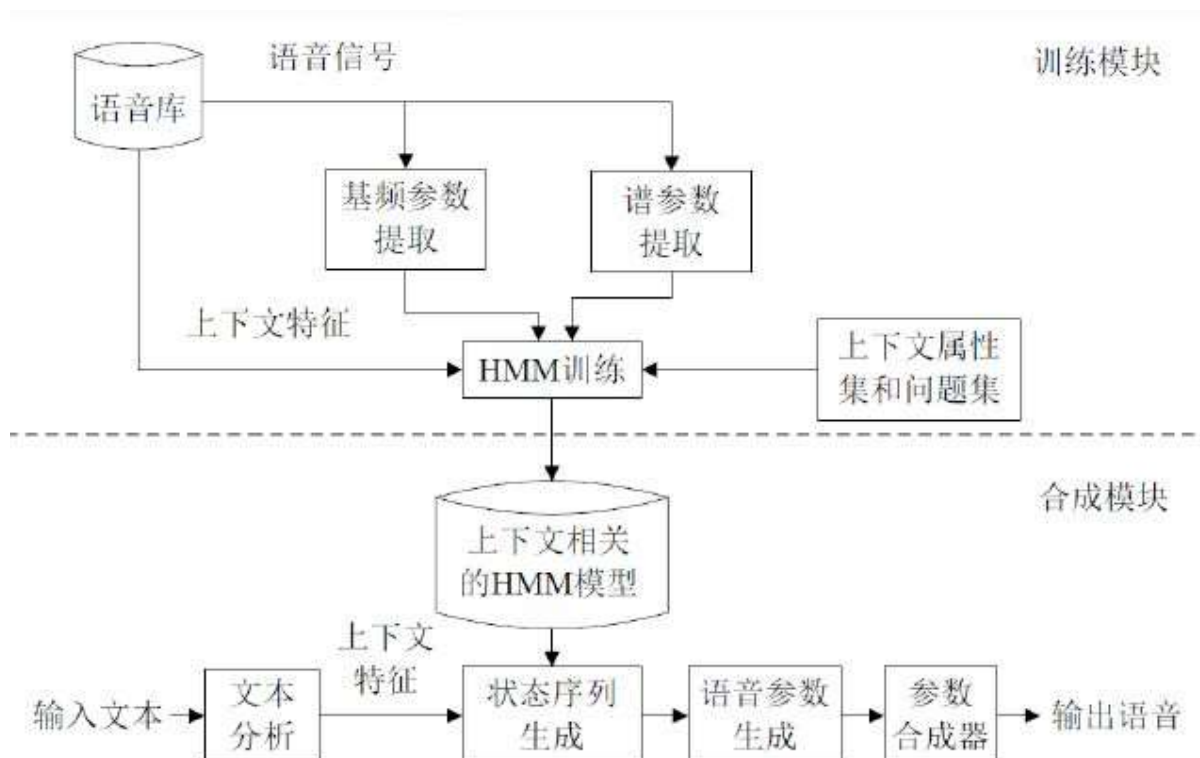 语音信号
训练模块
语音库
基频参数
提取
谱参数
提取
上下文特征
HMM训练
上下文属性
集和问题集
合成模块
上下文相关
的HMM模型
上下文
特征
输入文本
文本
分析
状态序列
生成
语音参数
生成
参数
合成器
输出语音